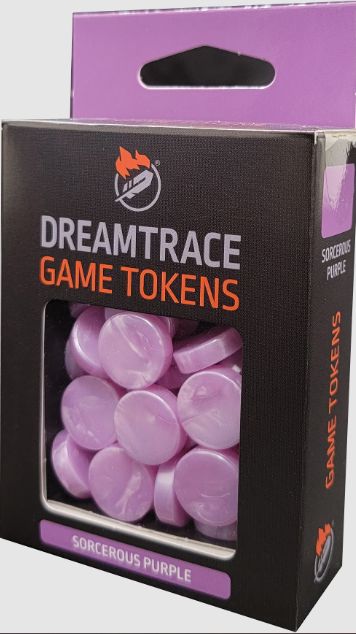 ®
DREAMTRACE
GAME TOKENS
SORCEROUS PURPLE
SORCEROUS
PURPLE
GAME TOKENS